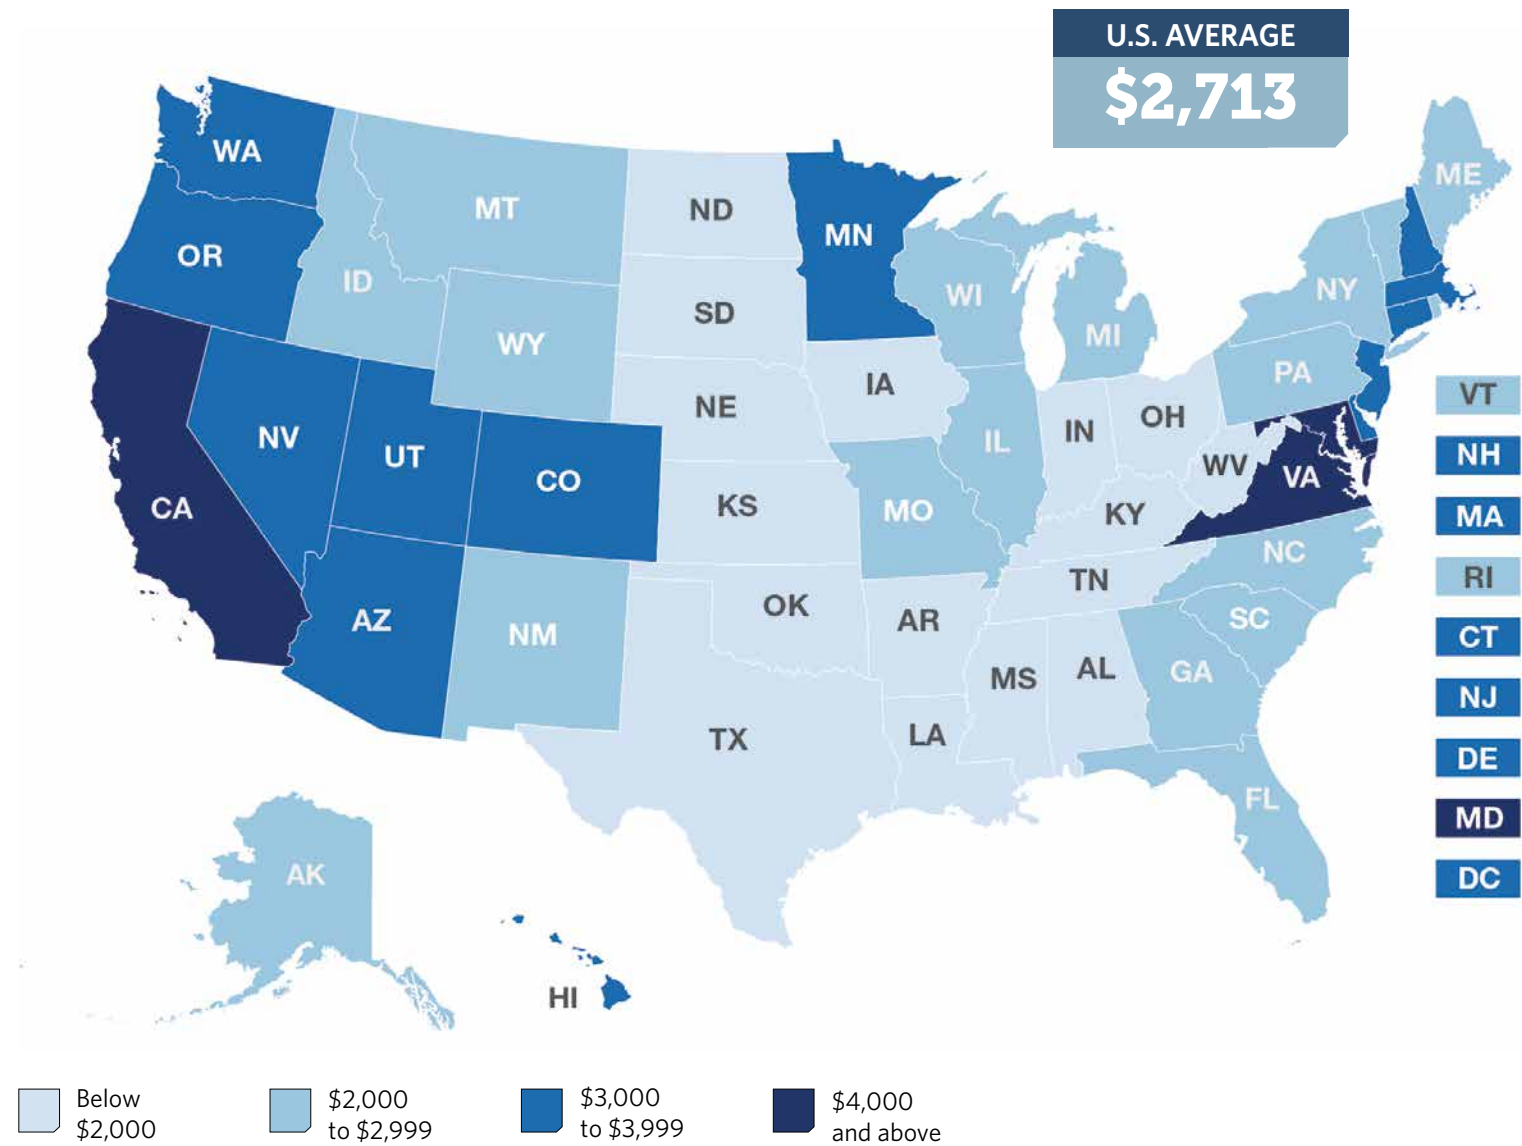 U.S. AVERAGE
$2,713
WA
MT
ND
MN
ME
OR
ID
SD
WI
NY
WY
MI
IA
PA
VT
NE
OH
NV
UT
IN
IL
NH
CO
WV
VA
CA
KS
MO
KY
MA
NC
TN
RI
AZ
NM
OK
AR
SC
CT
MS
AL
GA
NJ
TX
LA
DE
FL
MD
AK
DC
HI
Below
$2,000
$2,000
to $2,999
$3,000
to $3,999
$4,000
and above